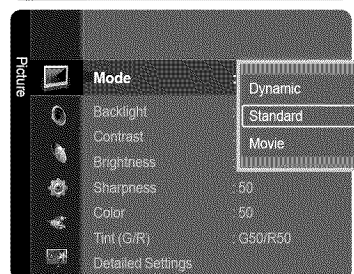 Picture
Mode :
Dynamic
Standard
Movie
Backlight
Contrast
Brightness
Sharpness : 50
Color : 50
Tint (G/R) : G50/R50
Detailed Settings